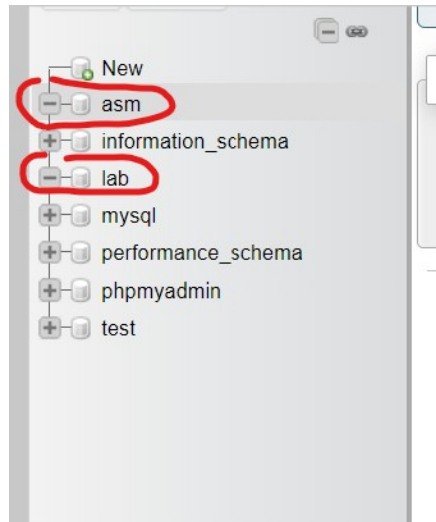 New
asm
information_schema
lab
mysql
performance_schema
phpmyadmin
test